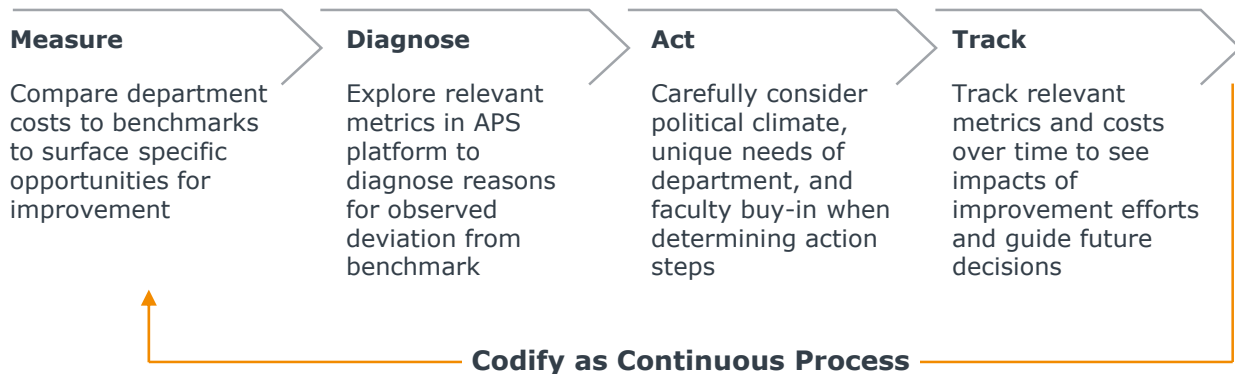 Measure
Compare department
costs to benchmarks
to surface specific
opportunities for
improvement
Diagnose
Explore relevant
metrics in APS
platform to
diagnose reasons
for observed
deviation from
benchmark
Act
Carefully consider
political climate,
unique needs of
department, and
faculty buy-in when
determining action
steps
Track
Track relevant
metrics and costs
over time to see
impacts of
improvement efforts
and guide future
decisions
Codify as Continuous Process